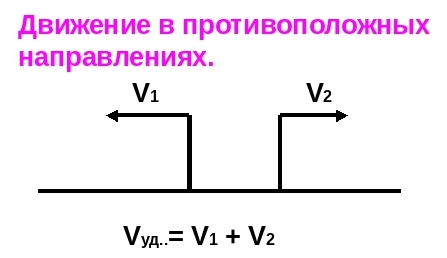 Движение в противоположных
направлениях.
V1 V2
Vуд..= V1 + V2